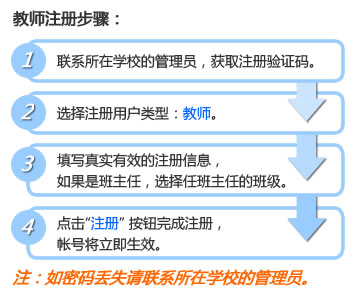 教师注册步骤：
1 联系所在学校的管理员，获取注册验证码。
2 选择注册用户类型：教师。
3 填写真实有效的注册信息，
如果是班主任，选择任班主任的班级。
4 点击“注册” 按钮完成注册，
帐号将立即生效。
注：如密码丢失请联系所在学校的管理员。